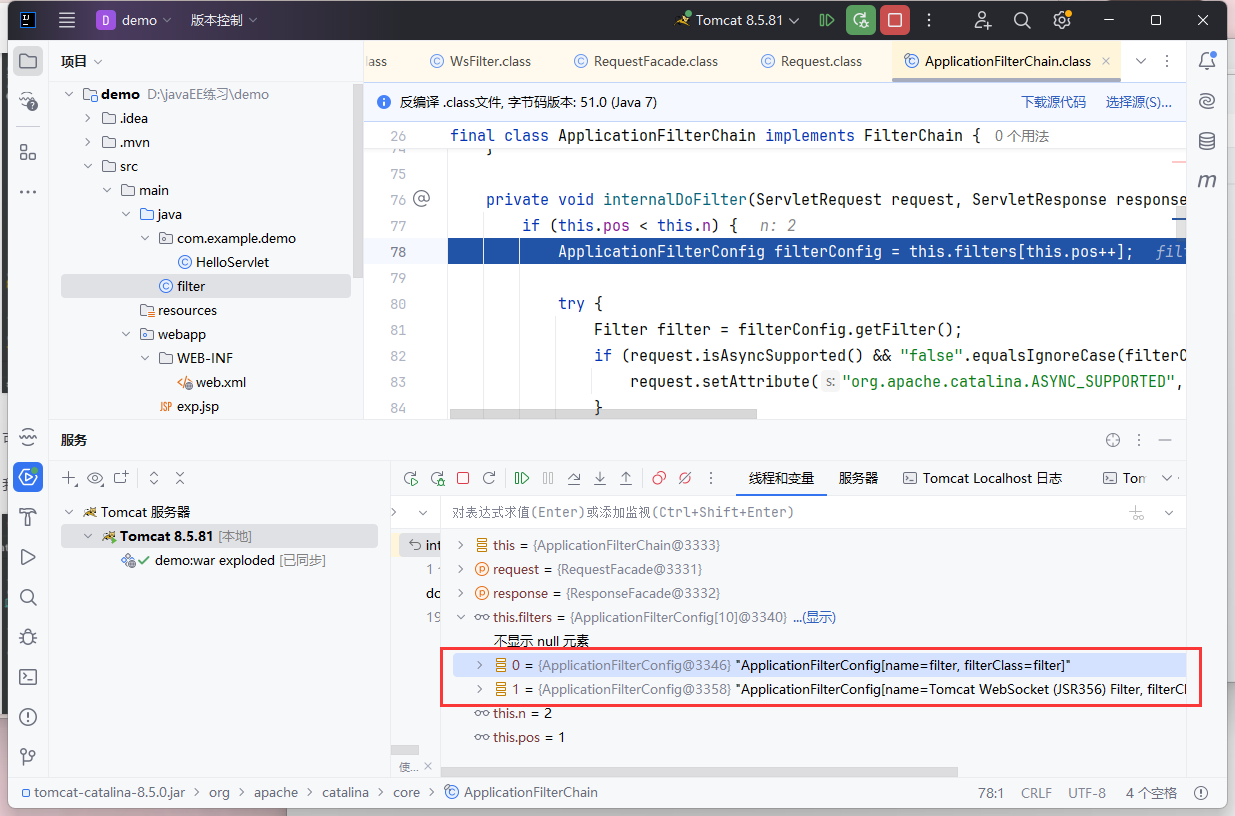 D demo 版本控制 Tomcat 8.5.81
项目
demo D:\javaEE练习\demo
.idea
.mvn
src
main
java
com.example.demo
HelloServlet
filter
resources
webapp
WEB-INF
web.xml
JSP exp.jsp
lass WsFilter.class RequestFacade.class Request.class ApplicationFilterChain.class
反编译 .class文件, 字节码版本: 51.0 (Java 7) 下载源代码 选择源(S)...
26 final class ApplicationFilterChain implements FilterChain { 0 个用法
74 }
75
76 @ private void internalDoFilter(ServletRequest request, ServletResponse response
77 if (this.pos < this.n) { n: 2
78 ApplicationFilterConfig filterConfig = this.filters[this.pos++]; filt
79
80 try {
81 Filter filter = filterConfig.getFilter();
82 if (request.isAsyncSupported() && "false".equalsIgnoreCase(filterC
83 request.setAttribute( s: "org.apache.catalina.ASYNC_SUPPORTED",
84 }
m
服务
Tomcat 服务器
Tomcat 8.5.81 [本地]
demo:war exploded [已同步]
线程和变量 服务器 Tomcat Localhost 日志 Ton
对表达式求值(Enter)或添加监视(Ctrl+Shift+Enter)
int
do
19
使...
this = {ApplicationFilterChain@3333}
request = {RequestFacade@3331}
response = {ResponseFacade@3332}
this.filters = {ApplicationFilterConfig[10]@3340} ...(显示)
不显示 null 元素
0 = {ApplicationFilterConfig@3346} "ApplicationFilterConfig[name=filter, filterClass=filter]"
1 = {ApplicationFilterConfig@3358} "ApplicationFilterConfig[name=Tomcat WebSocket (JSR356) Filter, filterCl
this.n = 2
this.pos = 1
tomcat-catalina-8.5.0.jar > org > apache > catalina > core > ApplicationFilterChain 78:1 CRLF UTF-8 4 个空格